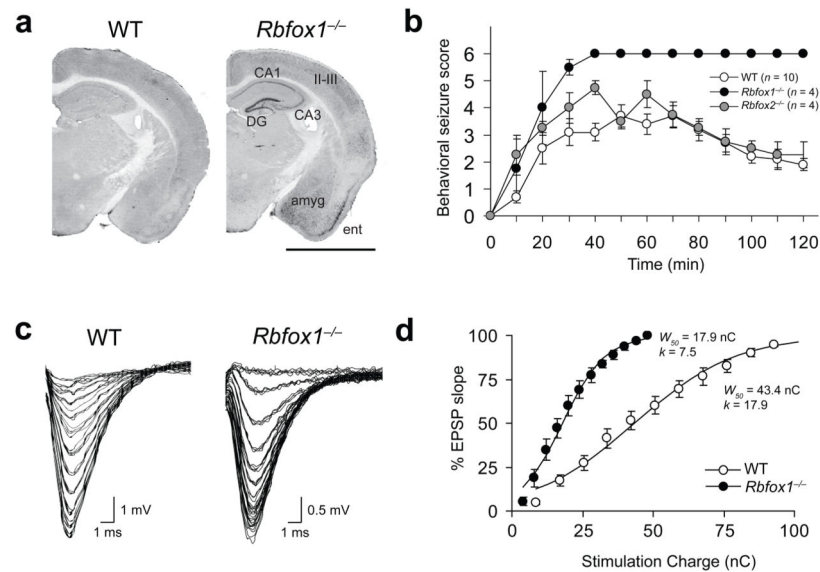 a
WT
Rbfox1–/–
CA1
II-III
DG
CA3
amyg
ent
b
Behavioral seizure score
6
5
4
3
2
1
0
WT (n = 10)
Rbfox1–/– (n = 4)
Rbfox2–/– (n = 4)
0 20 40 60 80 100 120
Time (min)
c
WT
Rbfox1–/–
1 mV
1 ms
0.5 mV
1 ms
d
% EPSP slope
100
75
50
25
0
W50 = 17.9 nC
k = 7.5
W50 = 43.4 nC
k = 17.9
WT
Rbfox1–/–
0 25 50 75 100
Stimulation Charge (nC)